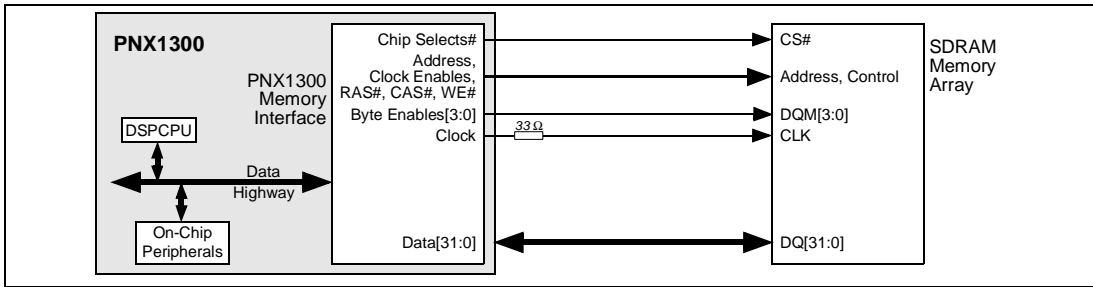 PNX1300
PNX1300
Memory
Interface
DSPCPU
Data
Highway
On-Chip
Peripherals
Chip Selects#
Address,
Clock Enables,
RAS#, CAS#, WE#
Byte Enables[3:0]
Clock
Data[31:0]
33 Ω
CS#
Address, Control
DQM[3:0]
CLK
DQ[31:0]
SDRAM
Memory
Array